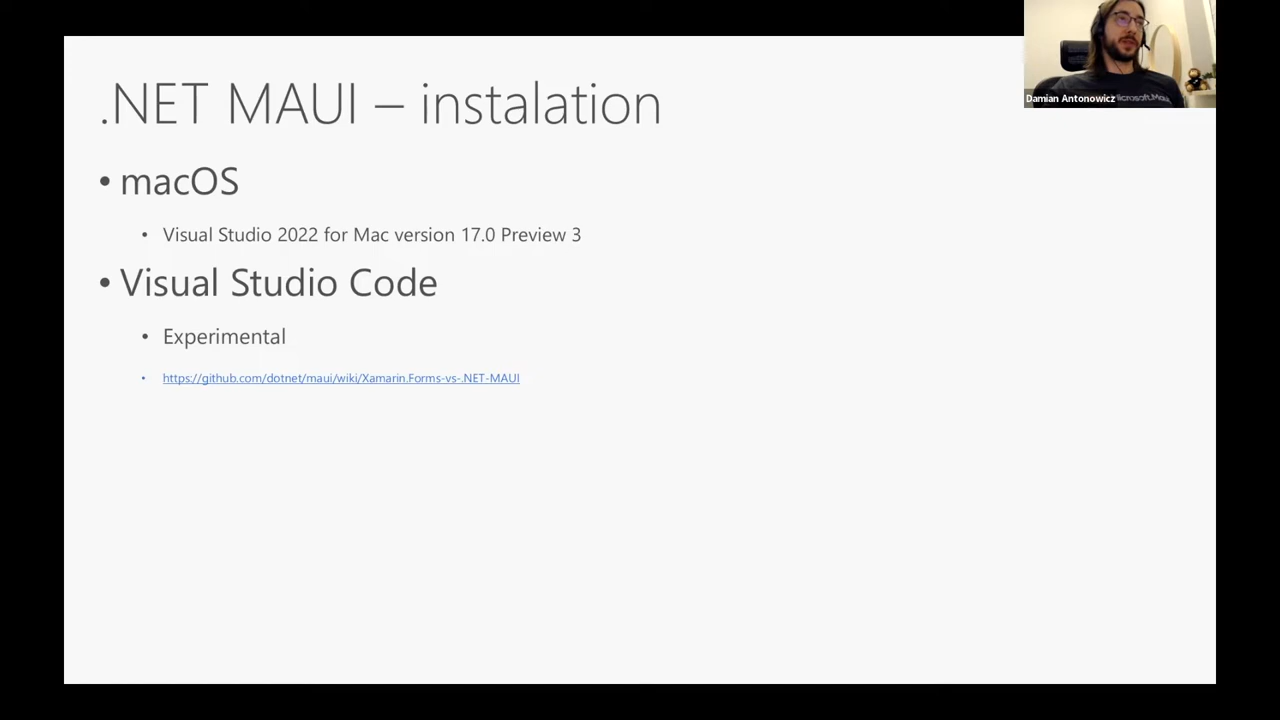 .NET MAUI – instalation
• macOS
• Visual Studio 2022 for Mac version 17.0 Preview 3
• Visual Studio Code
• Experimental
• https://github.com/dotnet/maui/wiki/Xamarin.Forms-vs-.NET-MAUI
Damian Antonowicz